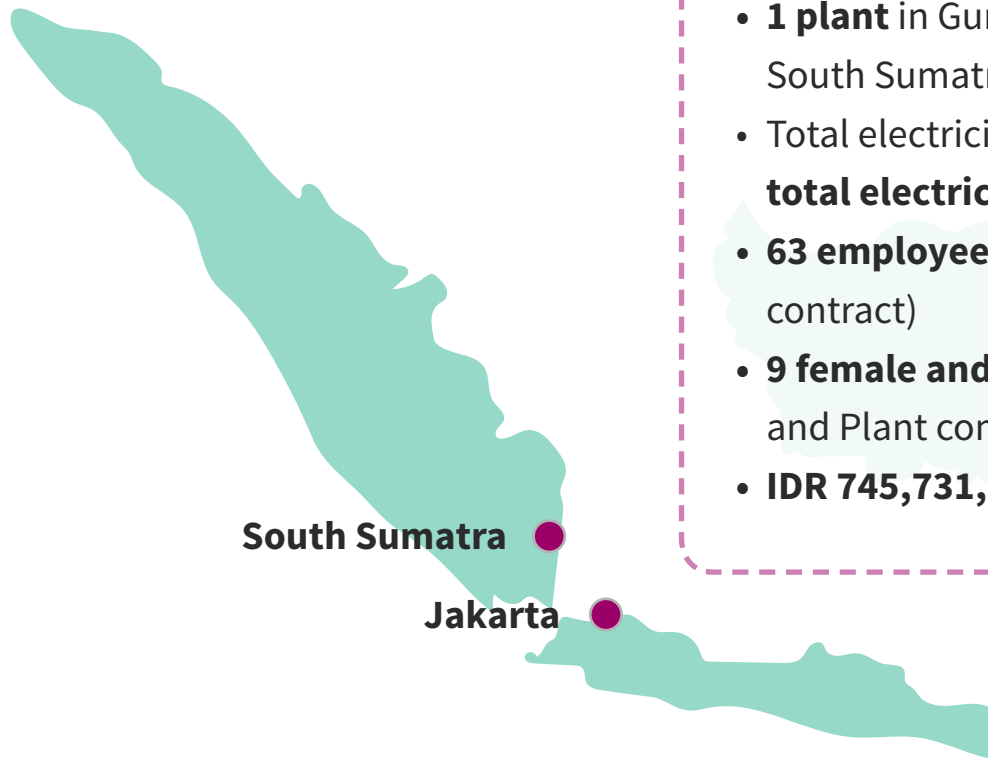 • 1 plant in Gu
South Sumat
• Total electrici
total electric
• 63 employee
contract)
• 9 female and
and Plant co
• IDR 745,731,
South Sumatra
Jakarta